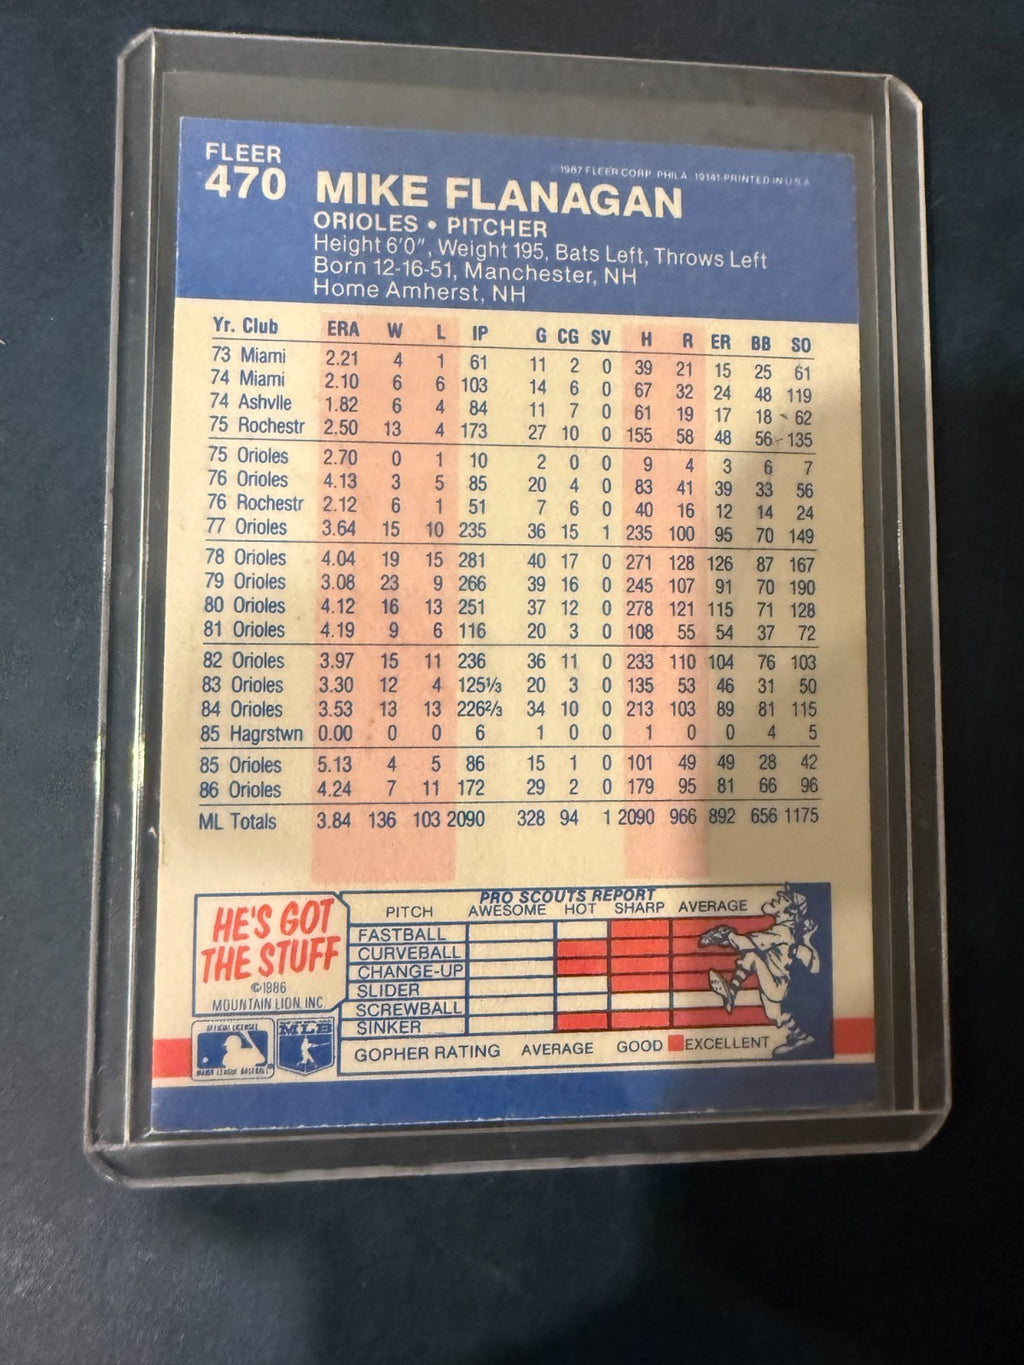 FLEER
470
©1987 FLEER CORP. PHILA. 19141 PRINTED IN U.S.A.
MIKE FLANAGAN
ORIOLES • PITCHER
Height 6'0", Weight 195, Bats Left, Throws Left
Born 12-16-51, Manchester, NH
Home Amherst, NH
Yr. Club ERA W L IP G CG SV H R ER BB SO
73 Miami 2.21 4 1 61 11 2 0 39 21 15 25 61
74 Miami 2.10 6 6 103 14 6 0 67 32 24 48 119
74 Ashvlle 1.82 6 4 84 11 7 0 61 19 17 18 62
75 Rochestr 2.50 13 4 173 27 10 0 155 58 48 56 135
75 Orioles 2.70 0 1 10 2 0 0 9 4 3 6 7
76 Orioles 4.13 3 5 85 20 4 0 83 41 39 33 56
76 Rochestr 2.12 6 1 51 7 6 0 40 16 12 14 24
77 Orioles 3.64 15 10 235 36 15 1 235 100 95 70 149
78 Orioles 4.04 19 15 281 40 17 0 271 128 126 87 167
79 Orioles 3.08 23 9 266 39 16 0 245 107 91 70 190
80 Orioles 4.12 16 13 251 37 12 0 278 121 115 71 128
81 Orioles 4.19 9 6 116 20 3 0 108 55 54 37 72
82 Orioles 3.97 15 11 236 36 11 0 233 110 104 76 103
83 Orioles 3.30 12 4 125⅓ 20 3 0 135 53 46 31 50
84 Orioles 3.53 13 13 226⅔ 34 10 0 213 103 89 81 115
85 Hagrstwn 0.00 0 0 6 1 0 0 1 0 0 4 5
85 Orioles 5.13 4 5 86 15 1 0 101 49 49 28 42
86 Orioles 4.24 7 11 172 29 2 0 179 95 81 66 96
ML Totals 3.84 136 103 2090 328 94 1 2090 966 892 656 1175
HE'S GOT
THE STUFF
©1986
MOUNTAIN LION, INC.
PRO SCOUTS REPORT
PITCH AWESOME HOT SHARP AVERAGE
FASTBALL
CURVEBALL
CHANGE-UP
SLIDER
SCREWBALL
SINKER
GOPHER RATING AVERAGE GOOD EXCELLENT
OFFICIAL LICENSEE
MAJOR LEAGUE BASEBALL
MLB